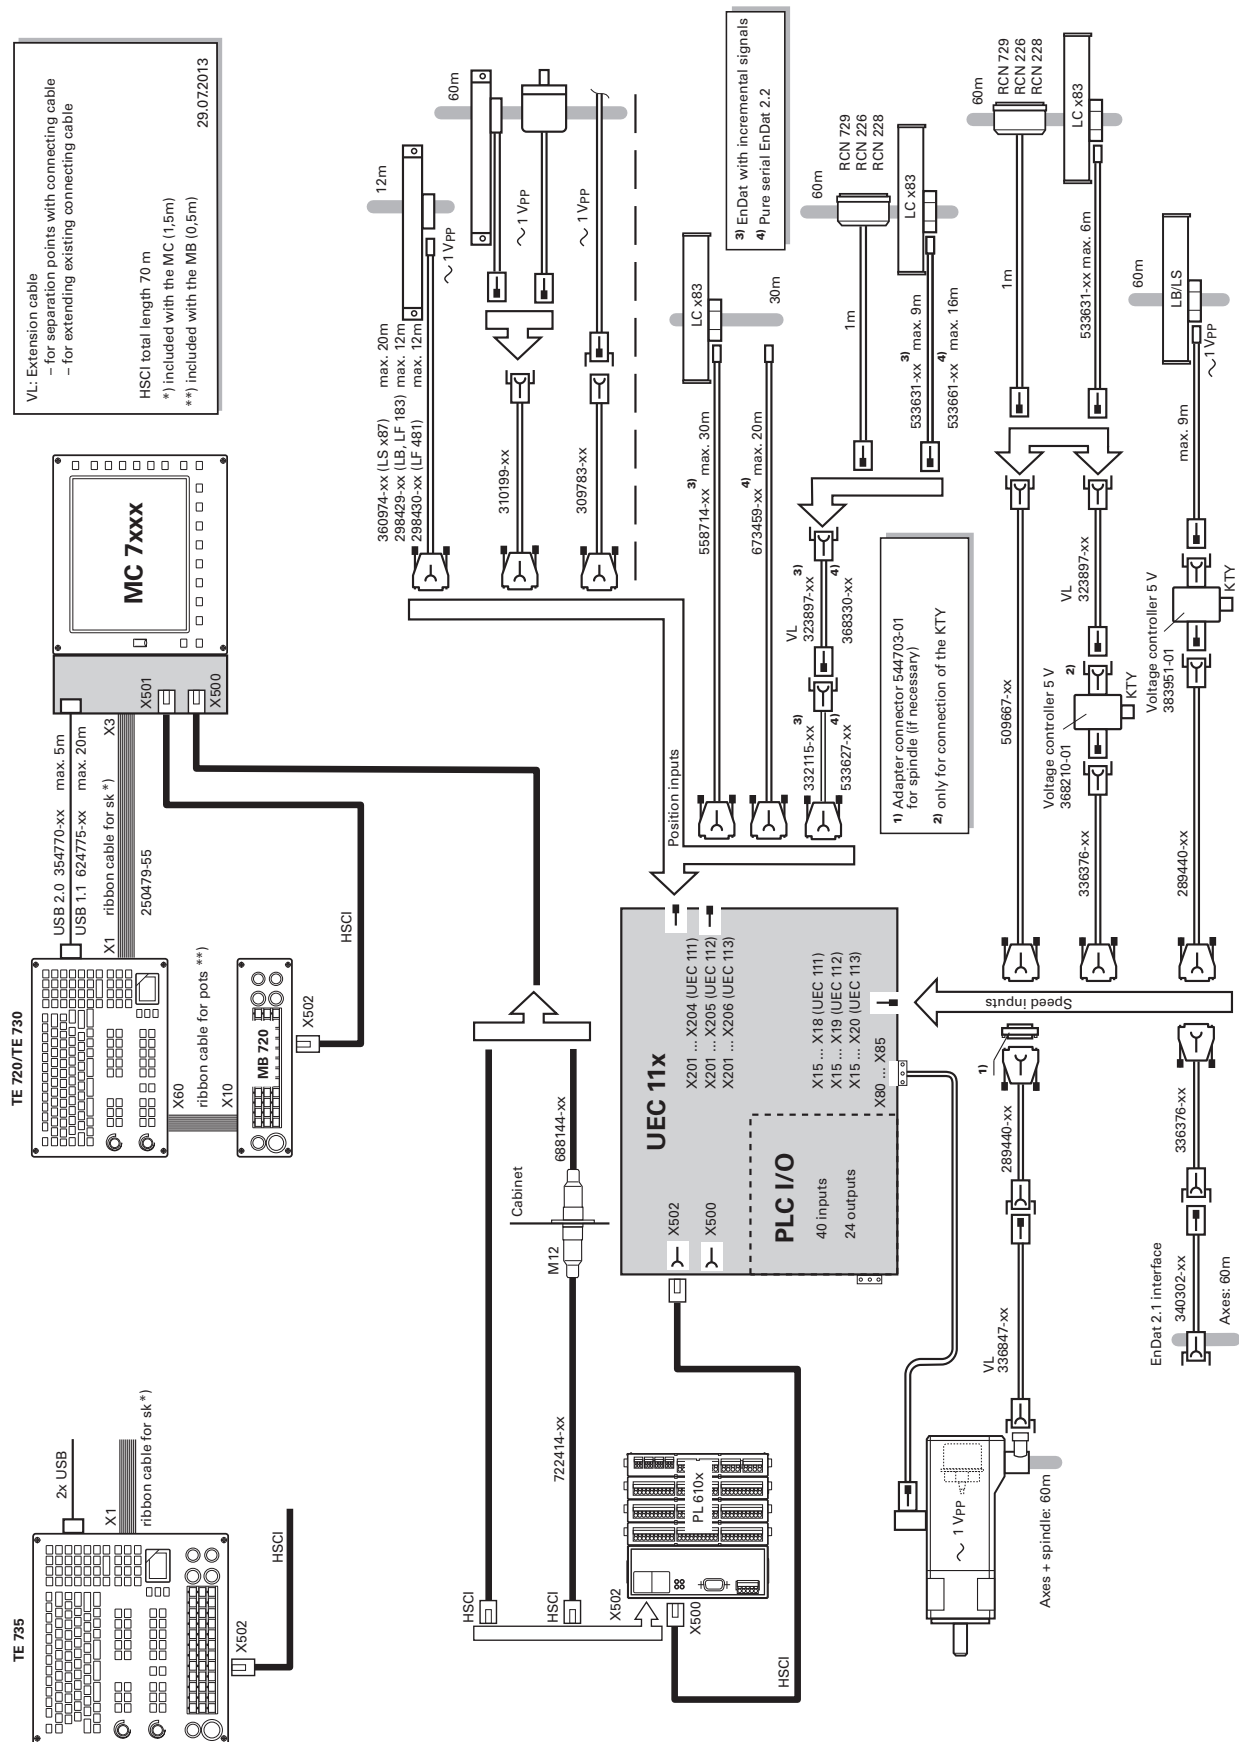 TE 735
2x USB
X1
ribbon cable for sk *)
X502
HSCI
TE 720/TE 730
USB 2.0  354770-xx  max. 5m
USB 1.1  624775-xx  max. 20m
X1
ribbon cable for sk *)
X3
250479-55
X60
ribbon cable for pots **)
X10
MB 720
X502
HSCI
MC 7xxx
X501
X500
VL: Extension cable
– for separation points with connecting cable
– for extending existing connecting cable
HSCI total length 70 m
*) included with the MC (1,5m)
**) included with the MB (0,5m)
29.07.2013
HSCI
HSCI
722414-xx
M12
Cabinet
688144-xx
X502
X500
PL 610x
HSCI
UEC 11x
X502
X500
PLC I/O
40 inputs
24 outputs
X201 ... X204 (UEC 111)
X201 ... X205 (UEC 112)
X201 ... X206 (UEC 113)
X15 ... X18 (UEC 111)
X15 ... X19 (UEC 112)
X15 ... X20 (UEC 113)
X80 ... X85
Position inputs
360974-xx (LS x87)  max. 20m
298429-xx (LB, LF 183)  max. 12m
298430-xx (LF 481)  max. 12m
~ 1 VPP
12m
310199-xx
~ 1 VPP
60m
309783-xx
~ 1 VPP
558714-xx 3) max. 30m
LC x83
673459-xx 4) max. 20m
30m
3) EnDat with incremental signals
4) Pure serial EnDat 2.2
332115-xx 3)
533627-xx 4)
VL
323897-xx 3)
368330-xx 4)
1m
60m
RCN 729
RCN 226
RCN 228
533631-xx 3) max. 9m
533661-xx 4) max. 16m
LC x83
1) Adapter connector 544703-01
for spindle (if necessary)
2) only for connection of the KTY
Speed inputs
509667-xx
1m
60m
RCN 729
RCN 226
RCN 228
336376-xx
Voltage controller 5 V
368210-01
2)
KTY
VL
323897-xx
533631-xx max. 6m
LC x83
289440-xx
Voltage controller 5 V
383951-01
KTY
max. 9m
~ 1 VPP
LB/LS
60m
~ 1 VPP
Axes + spindle: 60m
VL
336847-xx
289440-xx
1)
EnDat 2.1 interface
340302-xx
Axes: 60m
336376-xx